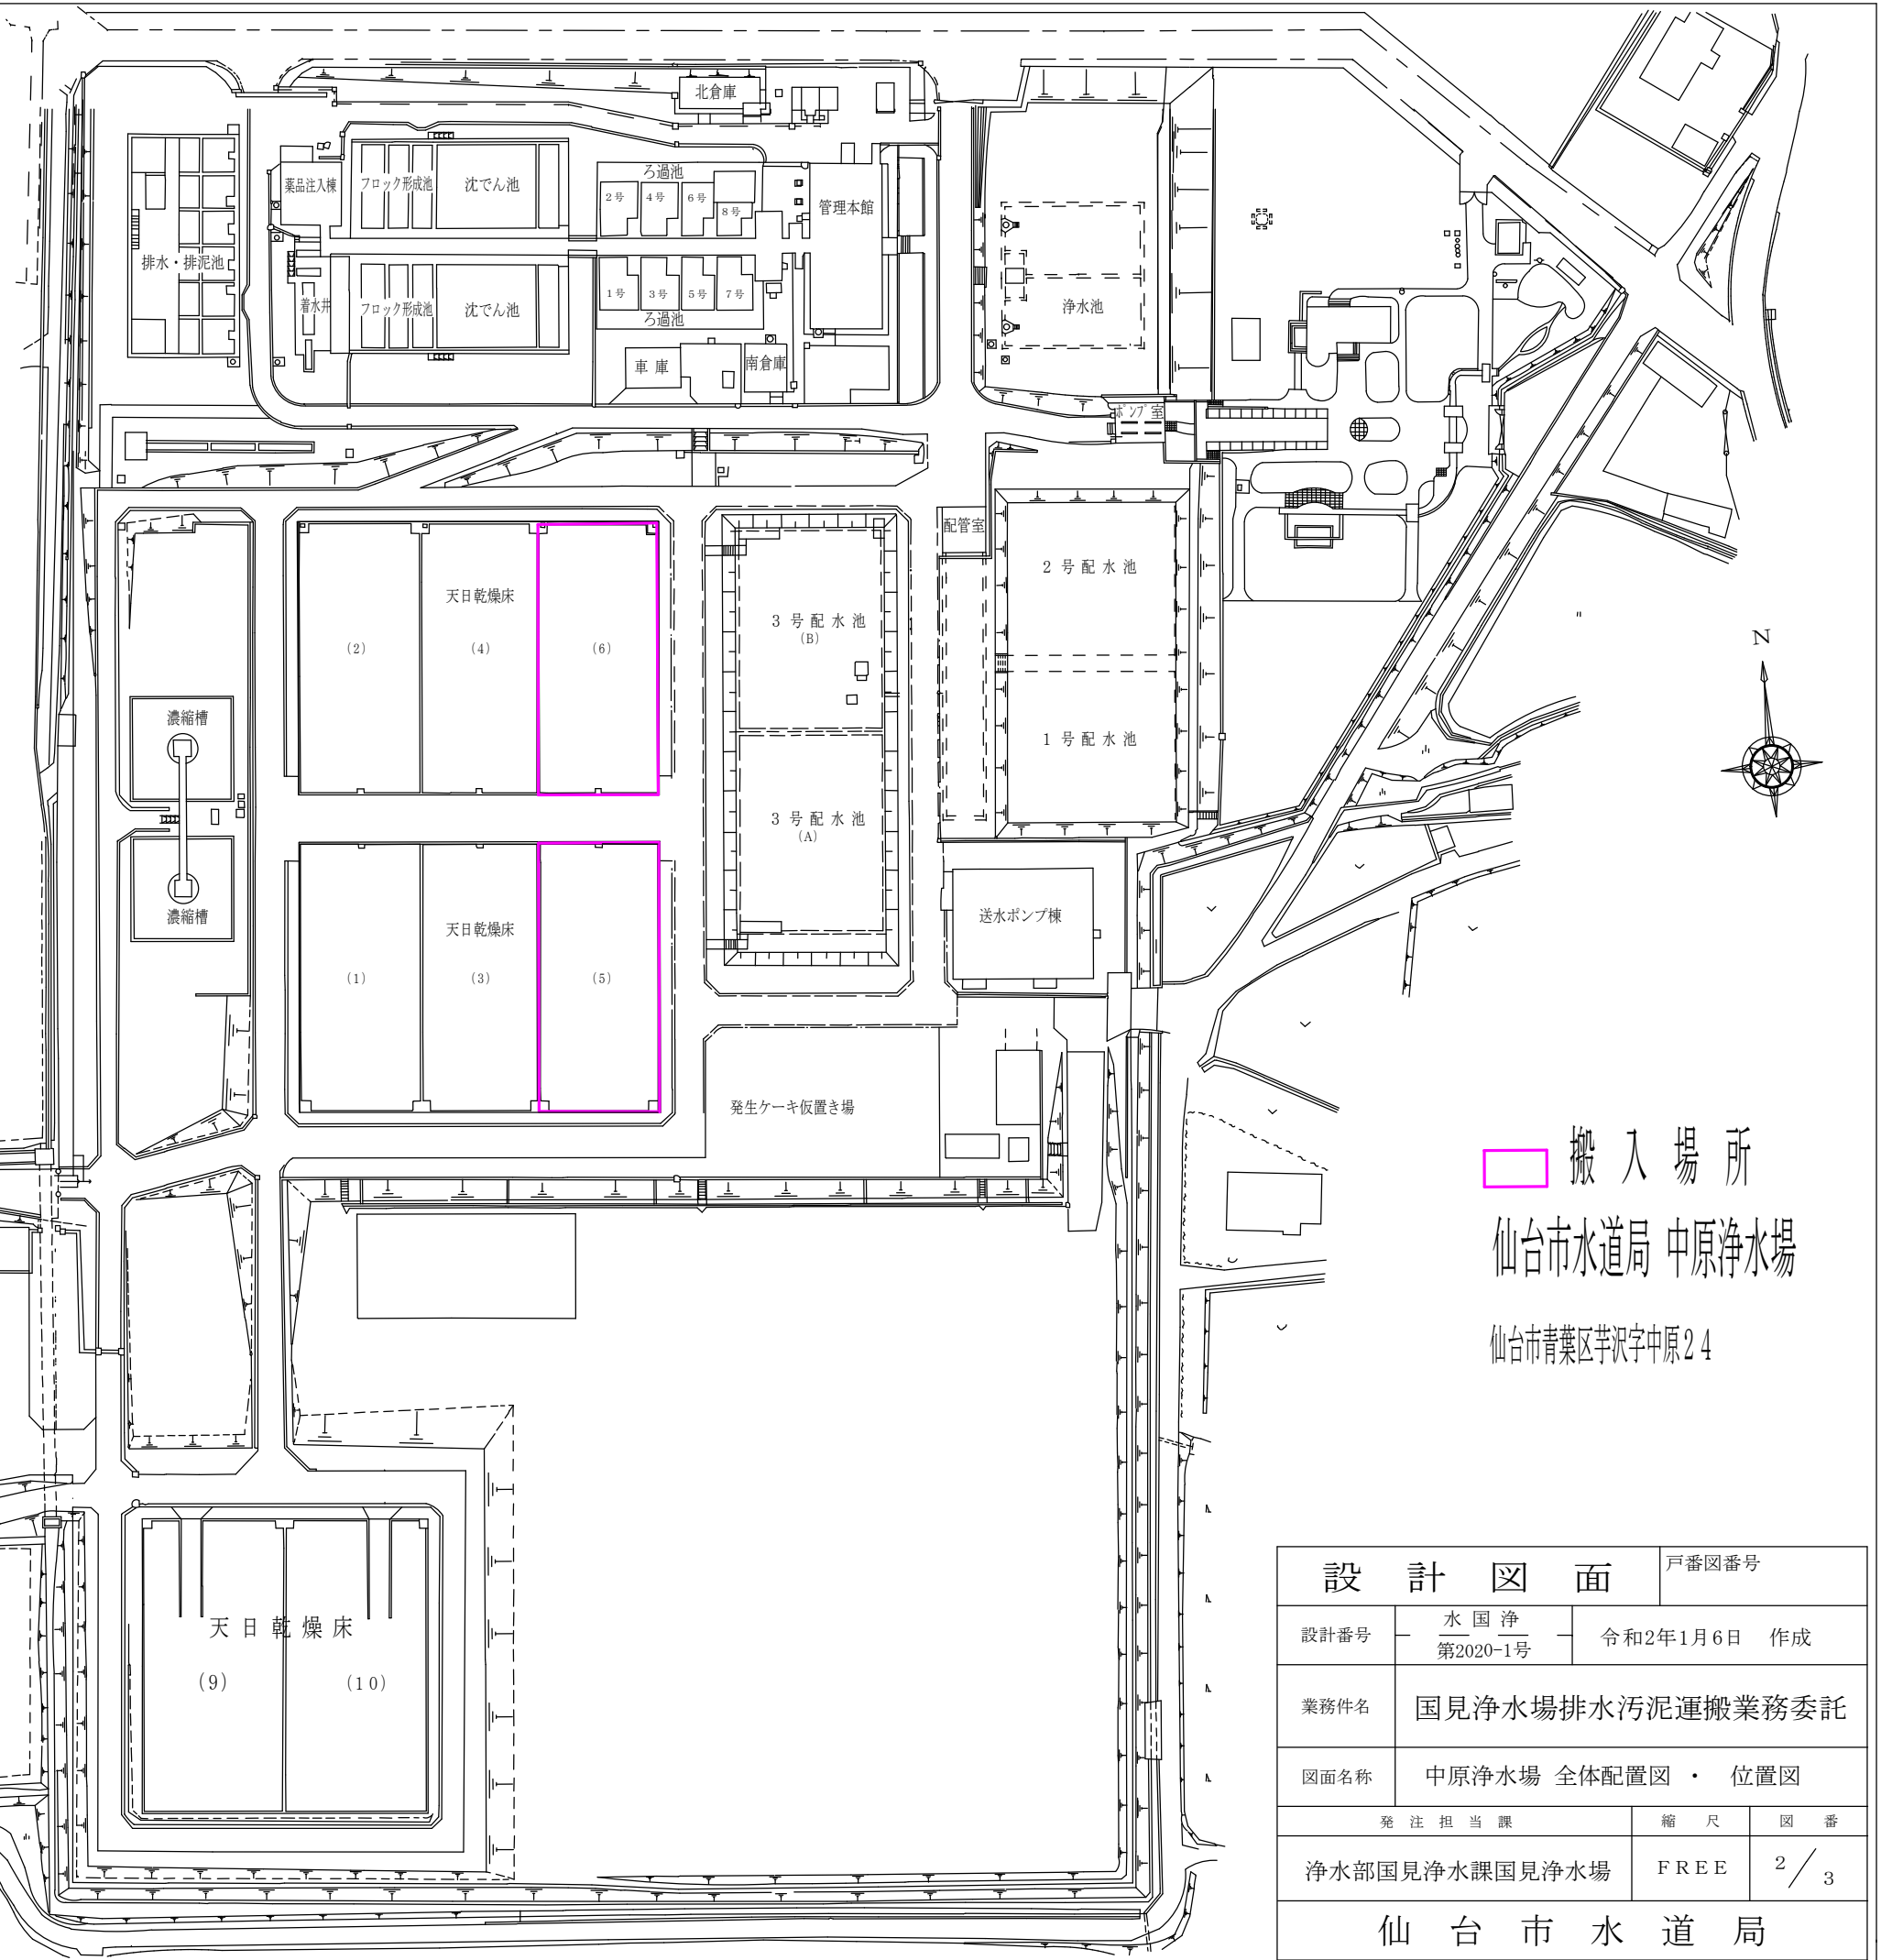 北倉庫
薬品注入棟
フロック形成池
沈でん池
ろ過池
2号
4号
6号
8号
管理本館
排水・排泥池
着水井
フロック形成池
沈でん池
1号
3号
5号
7号
ろ過池
浄水池
車庫
南倉庫
ポンプ室
配管室
2号配水池
1号配水池
天日乾燥床
(2)
(4)
(6)
3号配水池
(B)
3号配水池
(A)
濃縮槽
濃縮槽
天日乾燥床
(1)
(3)
(5)
送水ポンプ棟
発生ケーキ仮置き場
N
天日乾燥床
(9)
(10)
搬入場所
仙台市水道局 中原浄水場
仙台市青葉区芋沢字中原24
設計図面
戸番図番号
設計番号
水国浄
第2020-1号
令和2年1月6日 作成
業務件名
国見浄水場排水汚泥運搬業務委託
図面名称
中原浄水場 全体配置図 ・ 位置図
発注担当課
縮尺
図番
浄水部国見浄水課国見浄水場
FREE
2/3
仙台市水道局